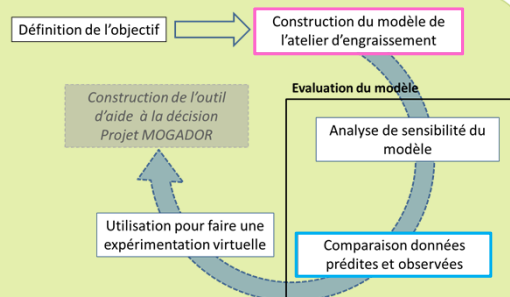 Définition de l'objectif
Construction du modèle de
l'atelier d'engraissement
Evaluation du modèle
Construction de l'outil
d'aide à la décision
Projet MOGADOR
Analyse de sensibilité du
modèle
Utilisation pour faire une
expérimentation virtuelle
Comparaison données
prédites et observées